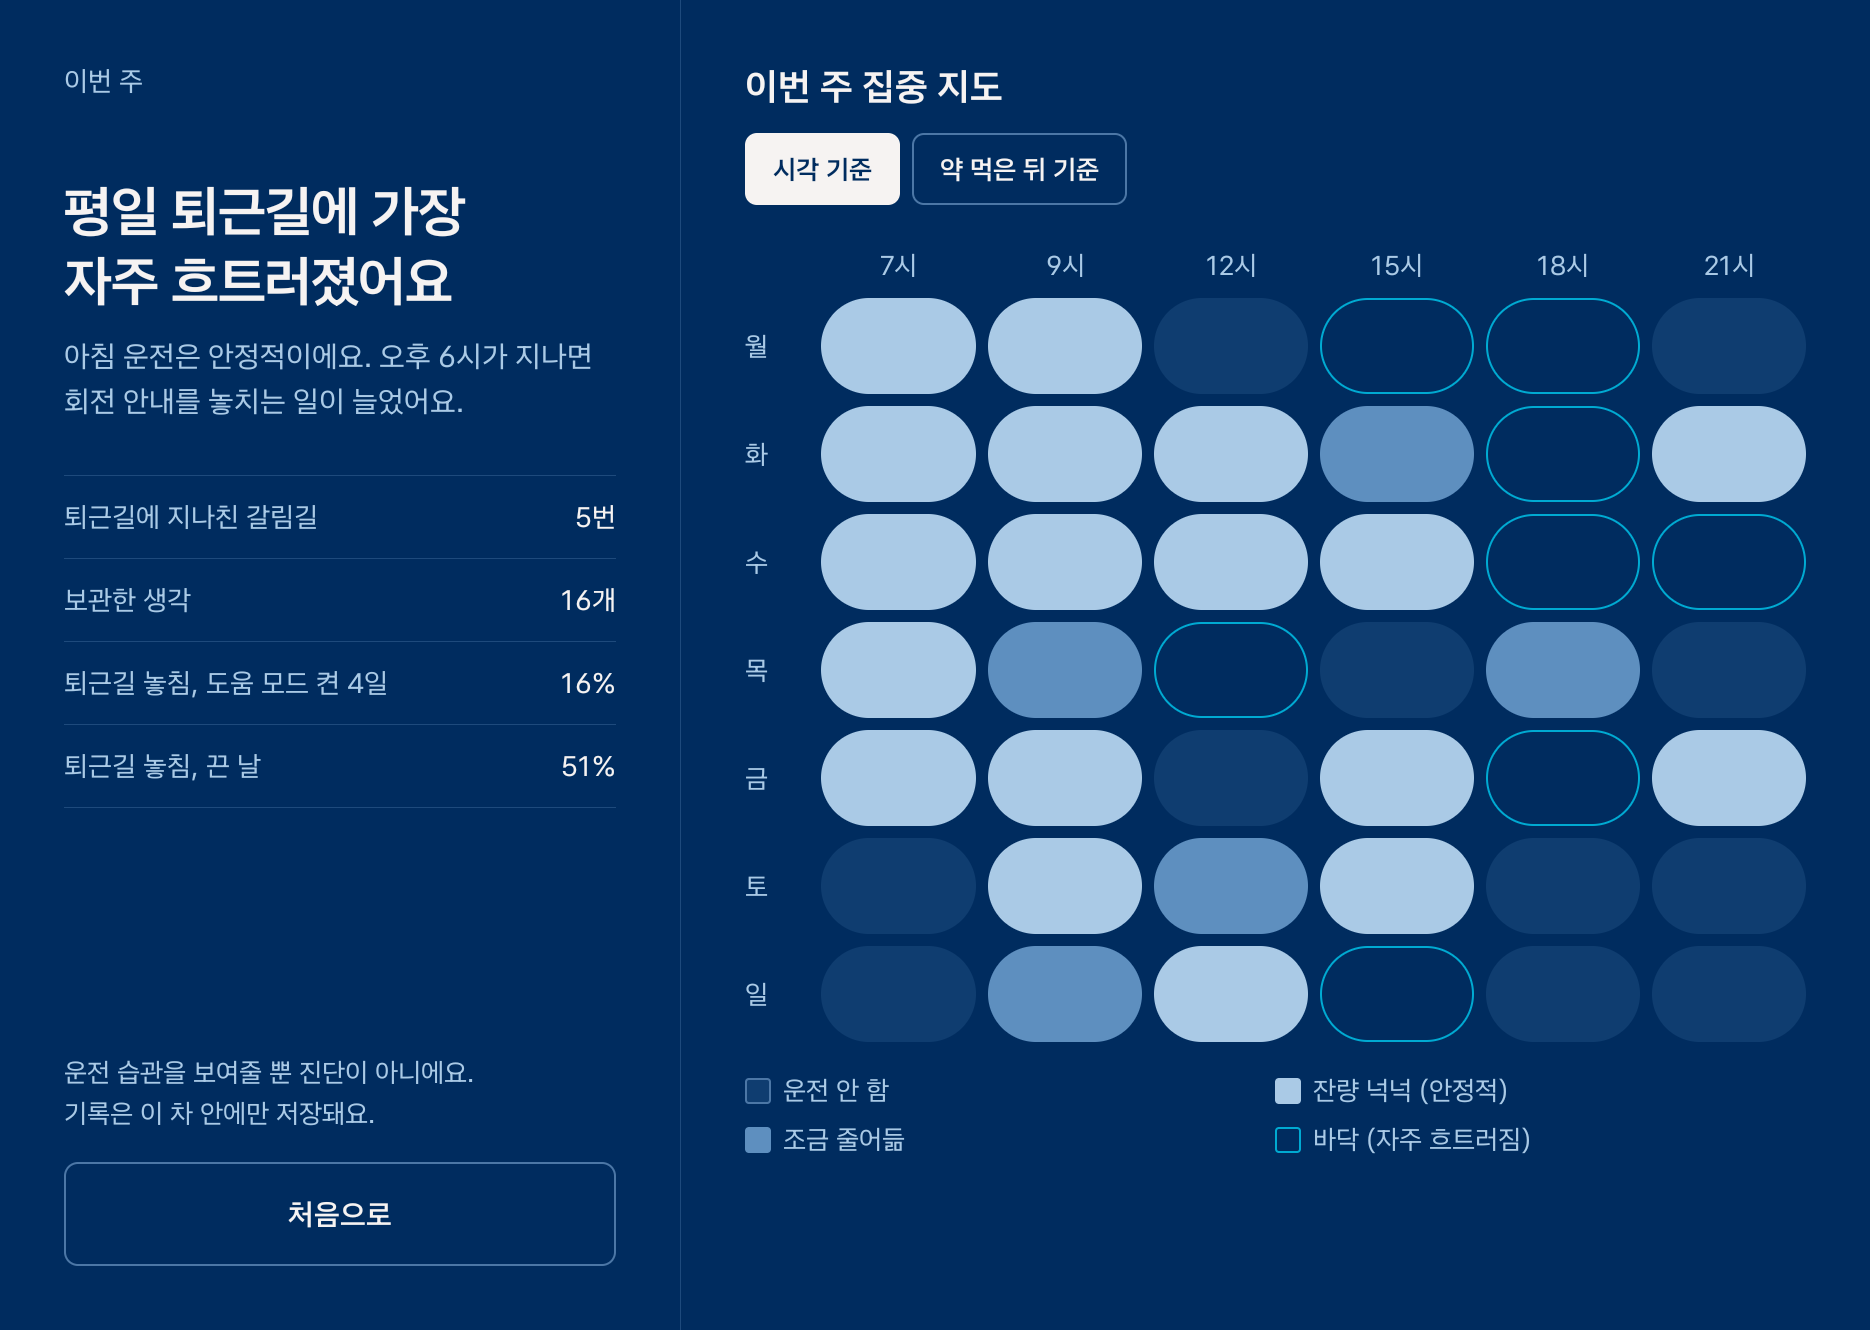 이번 주
평일 퇴근길에 가장
자주 흐트러졌어요
아침 운전은 안정적이에요. 오후 6시가 지나면
회전 안내를 놓치는 일이 늘었어요.
퇴근길에 지나친 갈림길 5번
보관한 생각 16개
퇴근길 놓침, 도움 모드 켠 4일 16%
퇴근길 놓침, 끈 날 51%
운전 습관을 보여줄 뿐 진단이 아니에요.
기록은 이 차 안에만 저장돼요.
처음으로
이번 주 집중 지도
시각 기준 약 먹은 뒤 기준
7시 9시 12시 15시 18시 21시
월
화
수
목
금
토
일
운전 안 함 잔량 넉넉 (안정적)
조금 줄어듦 바닥 (자주 흐트러짐)